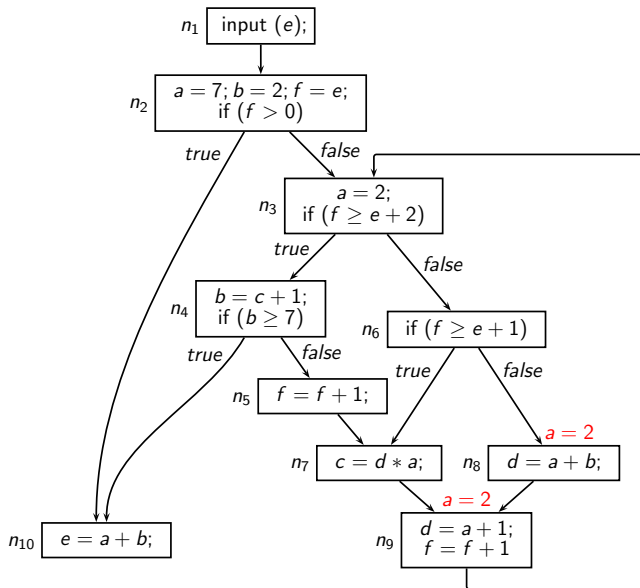 n1 input (e);
n2 a = 7; b = 2; f = e;
if (f > 0)
true
false
n3 a = 2;
if (f ≥ e + 2)
true
false
n4 b = c + 1;
if (b ≥ 7)
n6 if (f ≥ e + 1)
true
false
true
false
n5 f = f + 1;
a = 2
n7 c = d * a;
n8 d = a + b;
a = 2
n9 d = a + 1;
f = f + 1
n10 e = a + b;